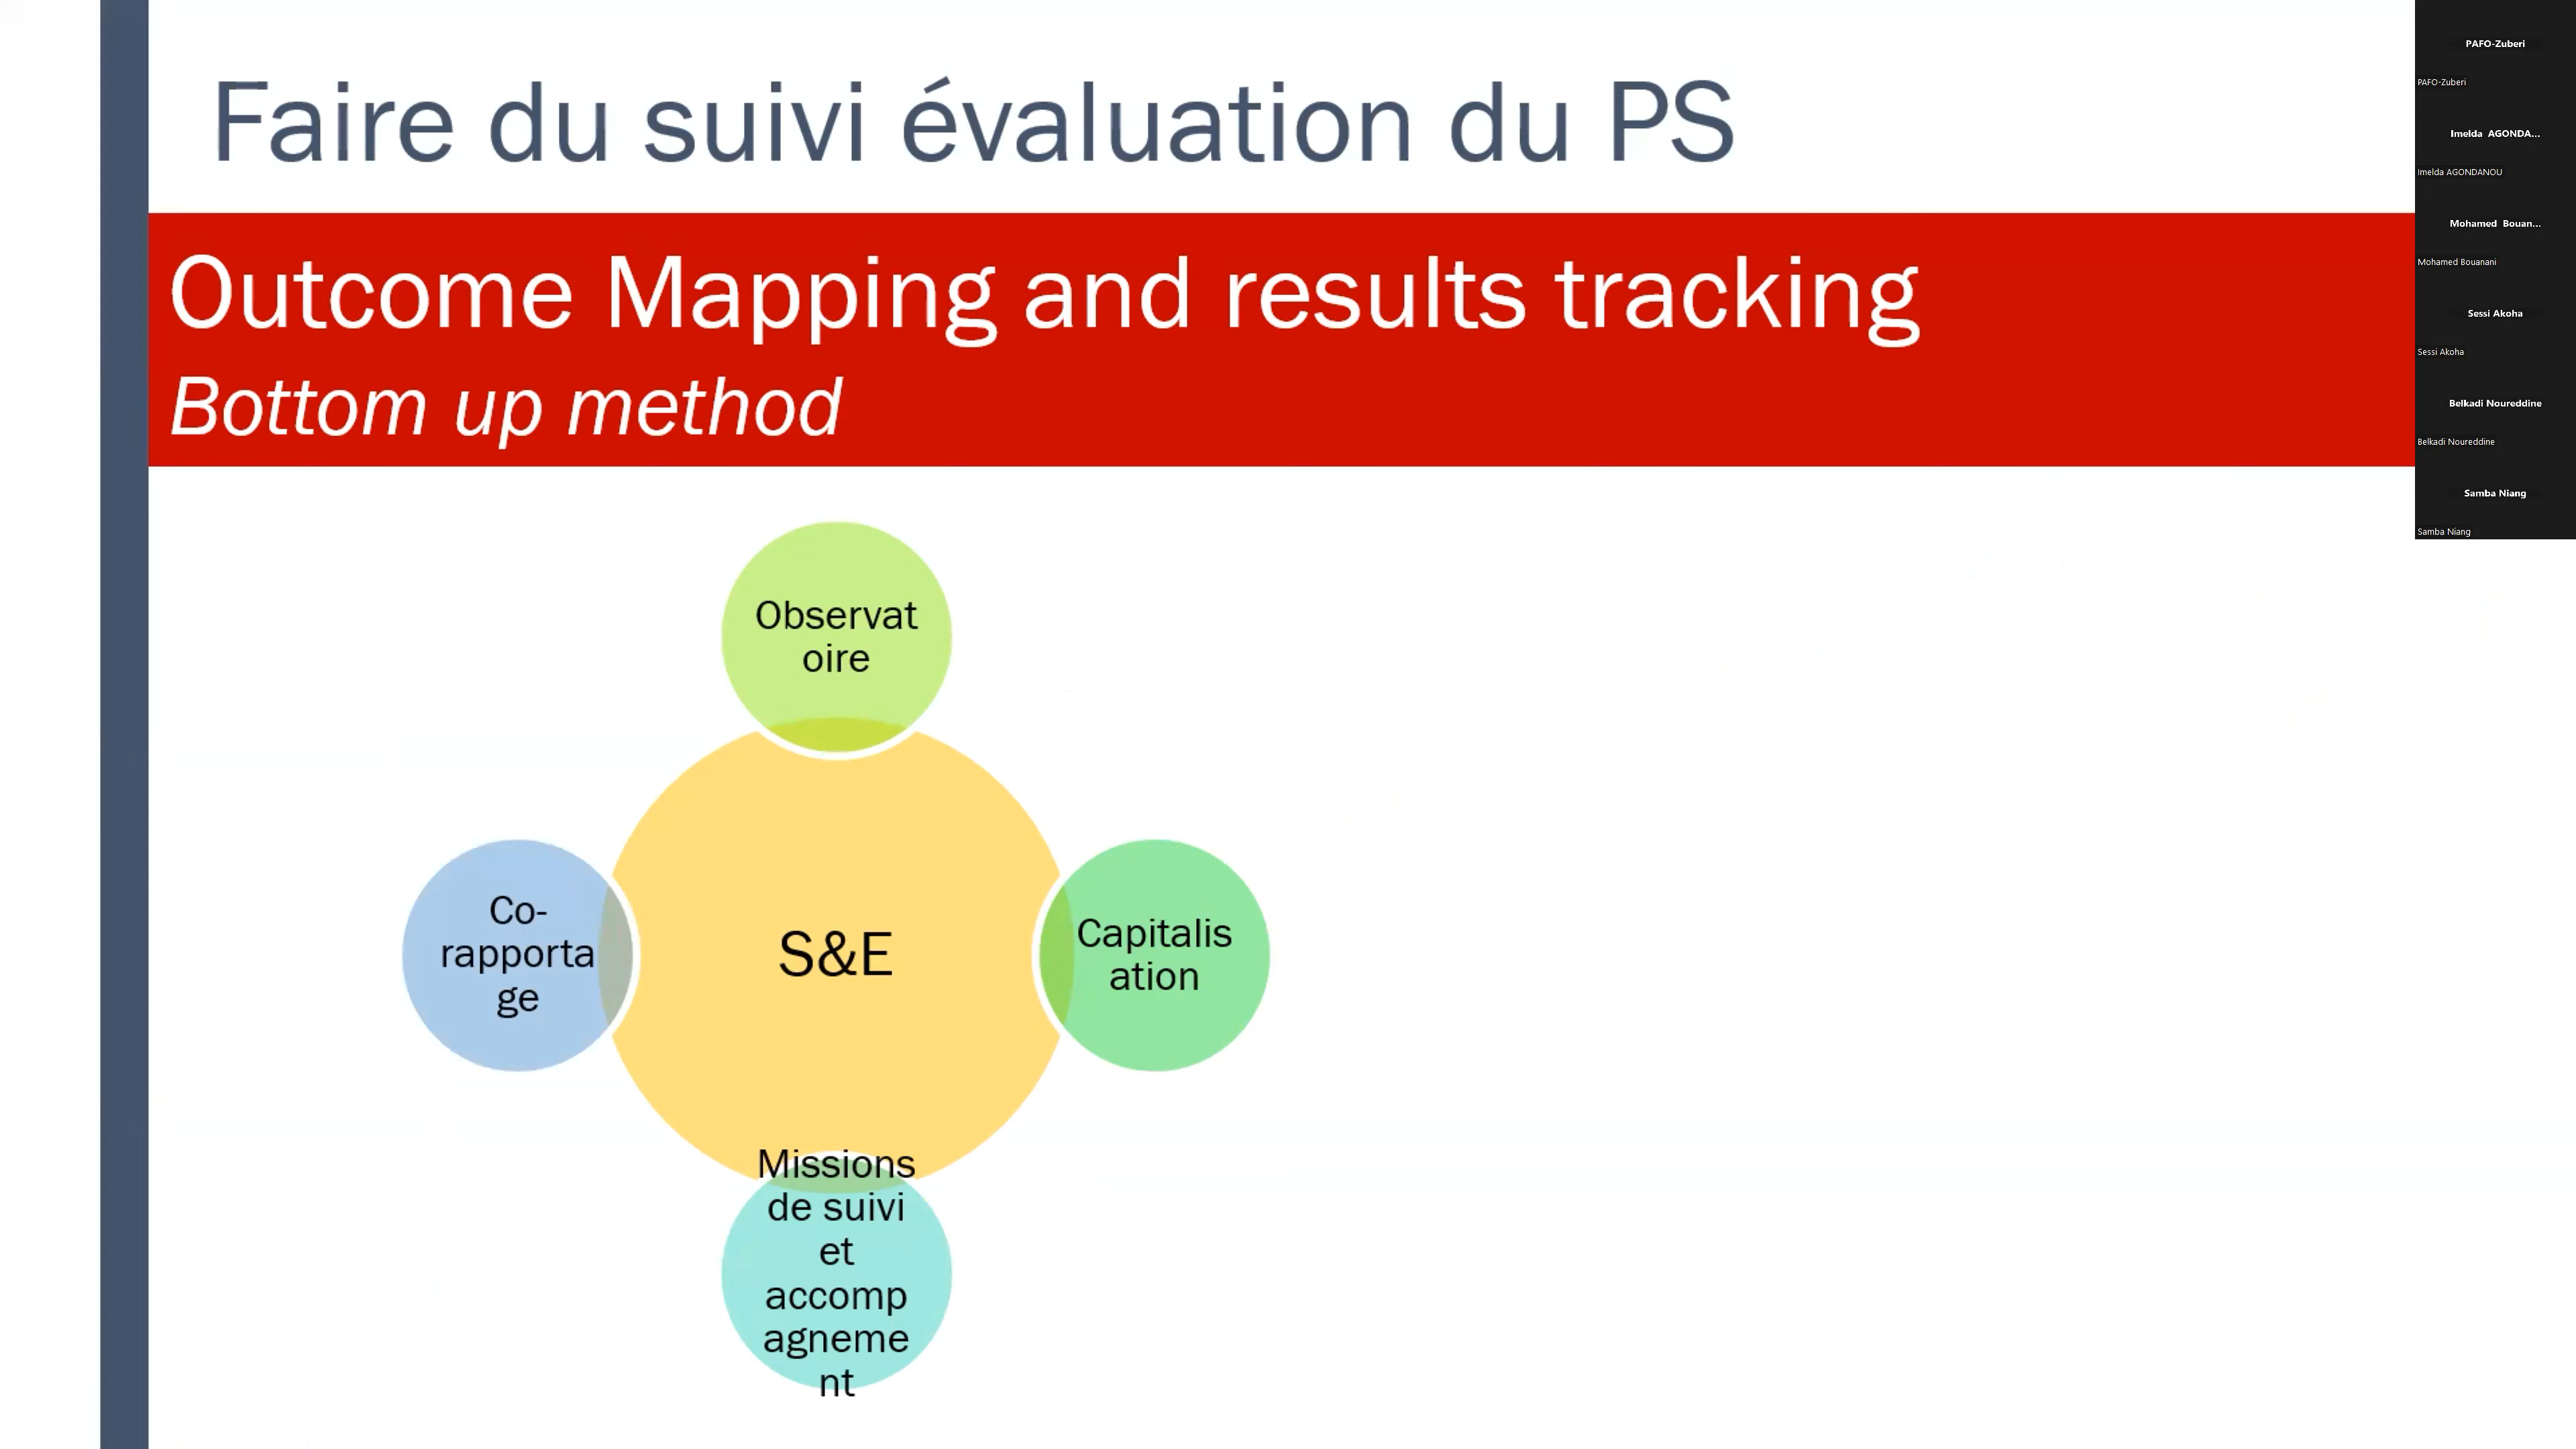 Faire du suivi évaluation du PS
Outcome Mapping and results tracking
Bottom up method
Observat
oire
Co-
rapporta
ge
S&E
Capitalis
ation
Missions
de suivi
et
accomp
agneme
nt
PAFO-Zuberi
PAFO-Zuberi
Imelda AGONDA...
Imelda AGONDANOU
Mohamed Bouan...
Mohamed Bouanani
Sessi Akoha
Sessi Akoha
Belkadi Noureddine
Belkadi Noureddine
Samba Niang
Samba Niang